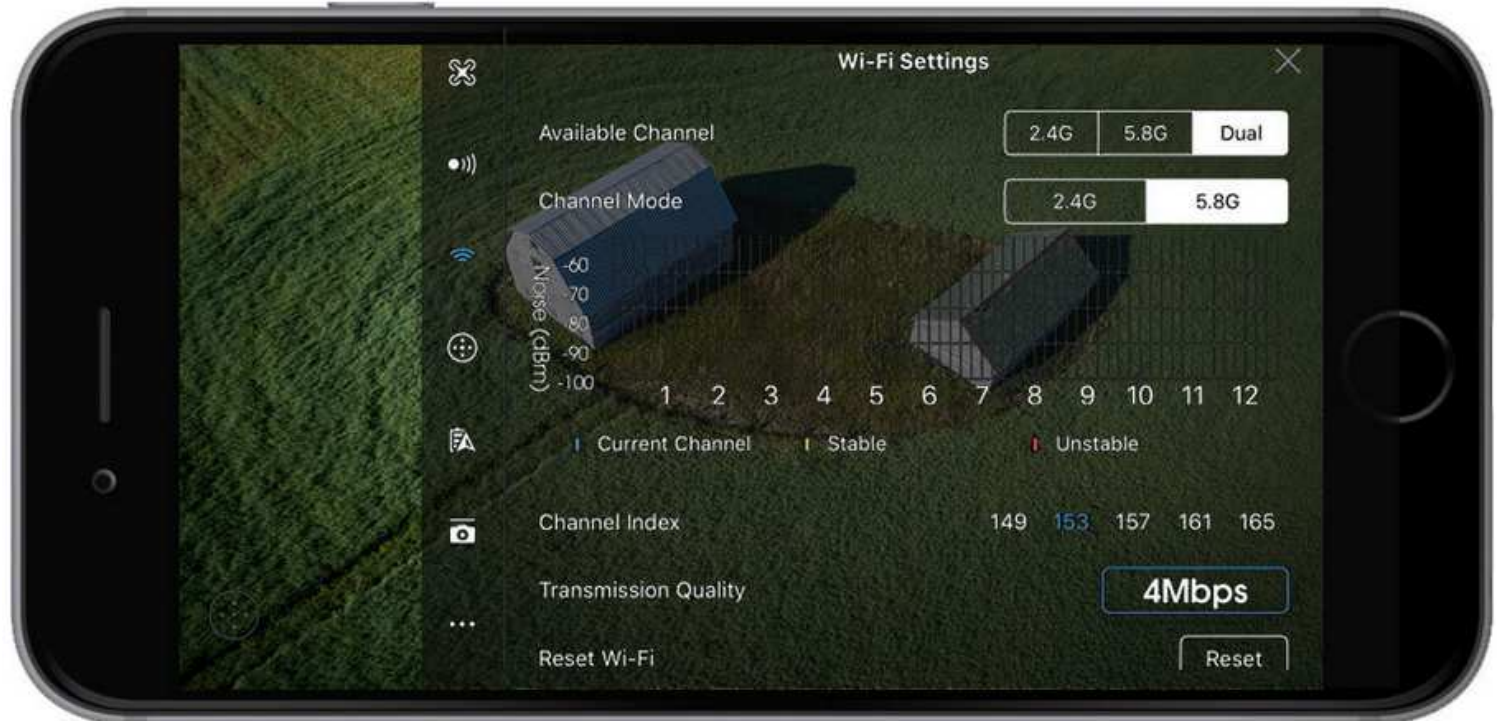 Wi-Fi Settings
Available Channel 2.4G 5.8G Dual
Channel Mode 2.4G 5.8G
Noise (dBm)
-60
-70
-80
-90
-100
1 2 3 4 5 6 7 8 9 10 11 12
Current Channel Stable Unstable
Channel Index 149 153 157 161 165
Transmission Quality 4Mbps
Reset Wi-Fi Reset